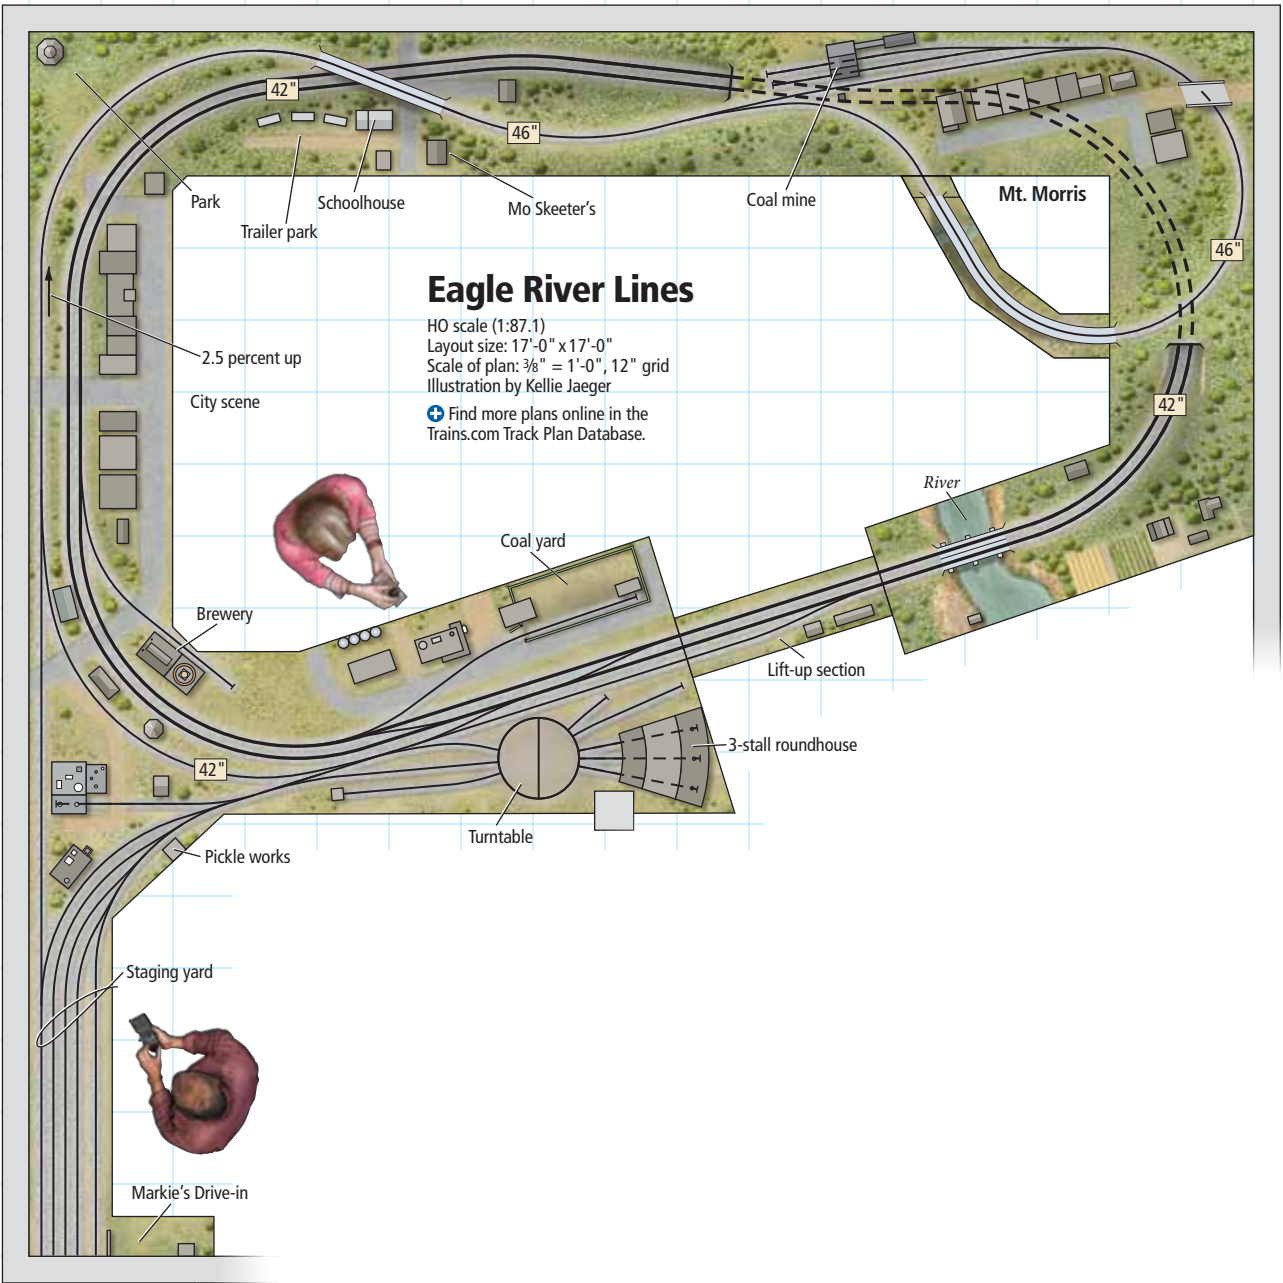 42"
46"
Park
Schoolhouse
Trailer park
Mo Skeeter's
Coal mine
Mt. Morris
46"
Eagle River Lines
HO scale (1:87.1)
Layout size: 17'-0" x 17'-0"
Scale of plan: 3/8" = 1'-0", 12" grid
Illustration by Kellie Jaeger
Find more plans online in the
Trains.com Track Plan Database.
2.5 percent up
City scene
42"
River
Coal yard
Brewery
Lift-up section
3-stall roundhouse
42"
Turntable
Pickle works
Staging yard
Markie's Drive-in